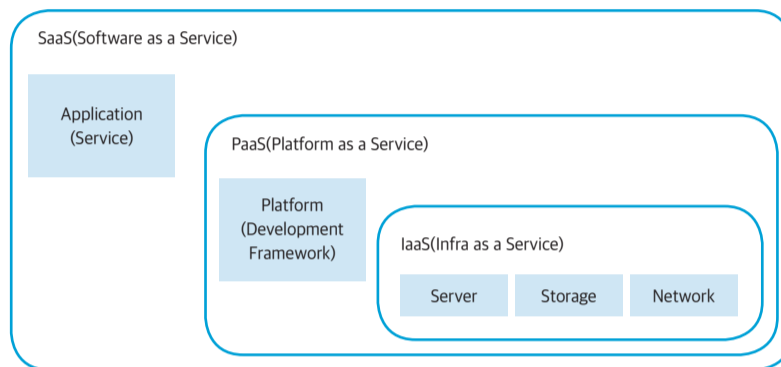 SaaS(Software as a Service)
Application
(Service)
PaaS(Platform as a Service)
Platform
(Development
Framework)
IaaS(Infra as a Service)
Server
Storage
Network